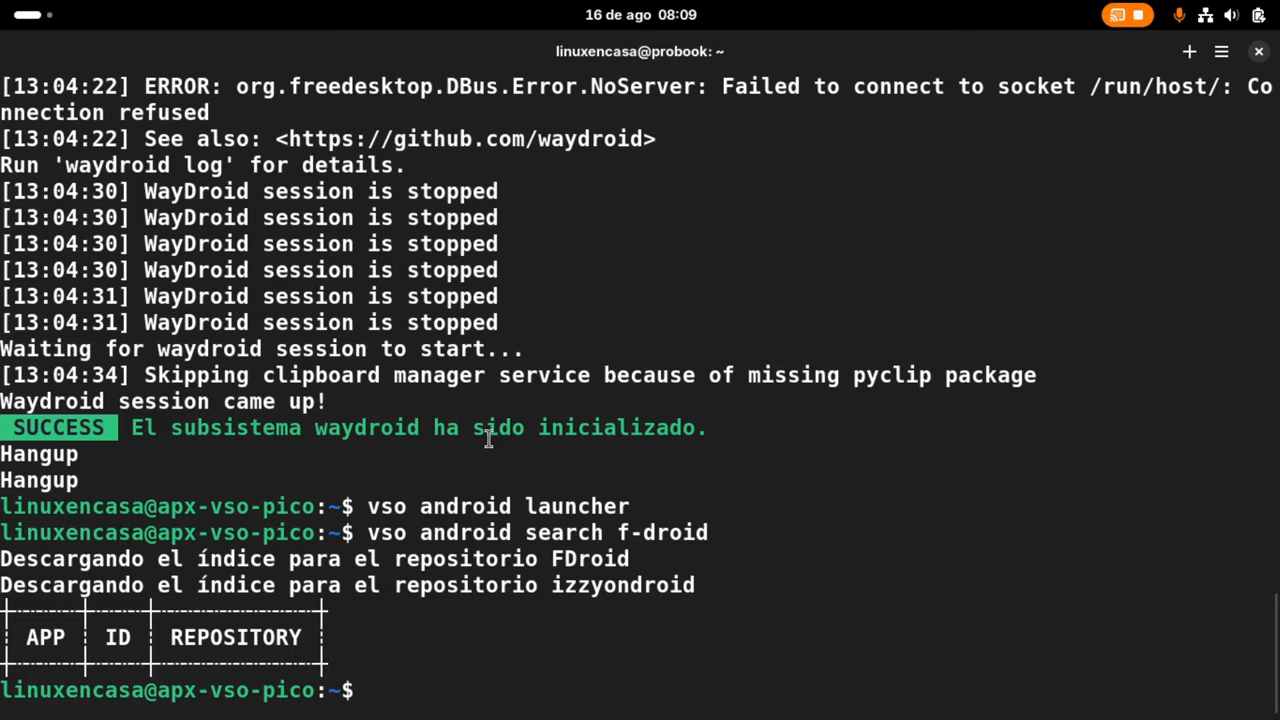 16 de ago 08:09
linuxencasa@probook: ~
[13:04:22] ERROR: org.freedesktop.DBus.Error.NoServer: Failed to connect to socket /run/host/: Co
nnection refused
[13:04:22] See also: <https://github.com/waydroid>
Run 'waydroid log' for details.
[13:04:30] WayDroid session is stopped
[13:04:30] WayDroid session is stopped
[13:04:30] WayDroid session is stopped
[13:04:30] WayDroid session is stopped
[13:04:31] WayDroid session is stopped
[13:04:31] WayDroid session is stopped
Waiting for waydroid session to start...
[13:04:34] Skipping clipboard manager service because of missing pyclip package
Waydroid session came up!
SUCCESS El subsistema waydroid ha sido inicializado.
Hangup
Hangup
linuxencasa@apx-vso-pico:~$ vso android launcher
linuxencasa@apx-vso-pico:~$ vso android search f-droid
Descargando el índice para el repositorio FDroid
Descargando el índice para el repositorio izzyondroid
APP ID REPOSITORY
linuxencasa@apx-vso-pico:~$